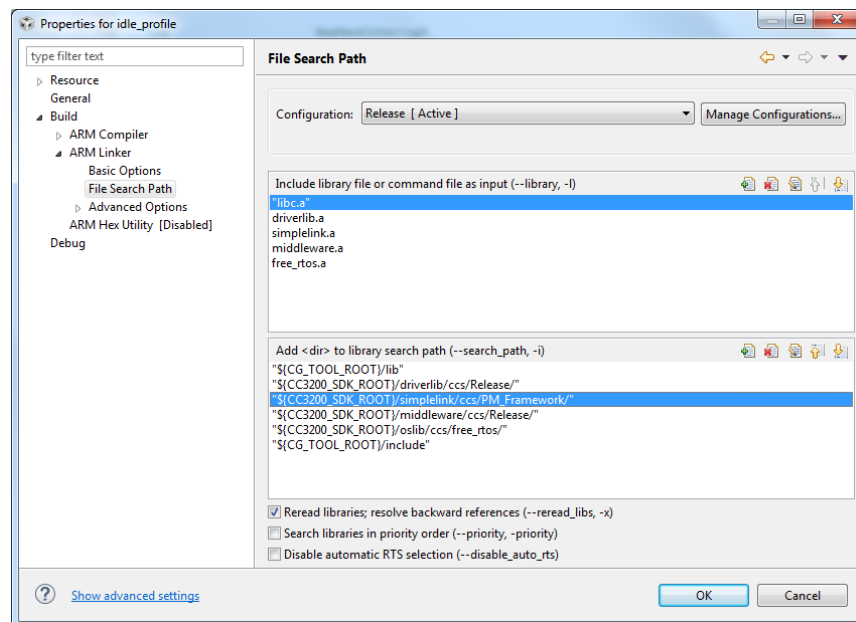 Properties for idle_profile
type filter text
Resource
General
Build
ARM Compiler
ARM Linker
Basic Options
File Search Path
Advanced Options
ARM Hex Utility [Disabled]
Debug
File Search Path
Configuration: Release [ Active ] Manage Configurations...
Include library file or command file as input (--library, -l)
"libc.a"
driverlib.a
simplelink.a
middleware.a
free_rtos.a
Add <dir> to library search path (--search_path, -i)
"${CG_TOOL_ROOT}/lib"
"${CC3200_SDK_ROOT}/driverlib/ccs/Release/"
"${CC3200_SDK_ROOT}/simplelink/ccs/PM_Framework/"
"${CC3200_SDK_ROOT}/middleware/ccs/Release/"
"${CC3200_SDK_ROOT}/oslib/ccs/free_rtos/"
"${CG_TOOL_ROOT}/include"
Reread libraries; resolve backward references (--reread_libs, -x)
Search libraries in priority order (--priority, -priority)
Disable automatic RTS selection (--disable_auto_rts)
Show advanced settings
OK Cancel